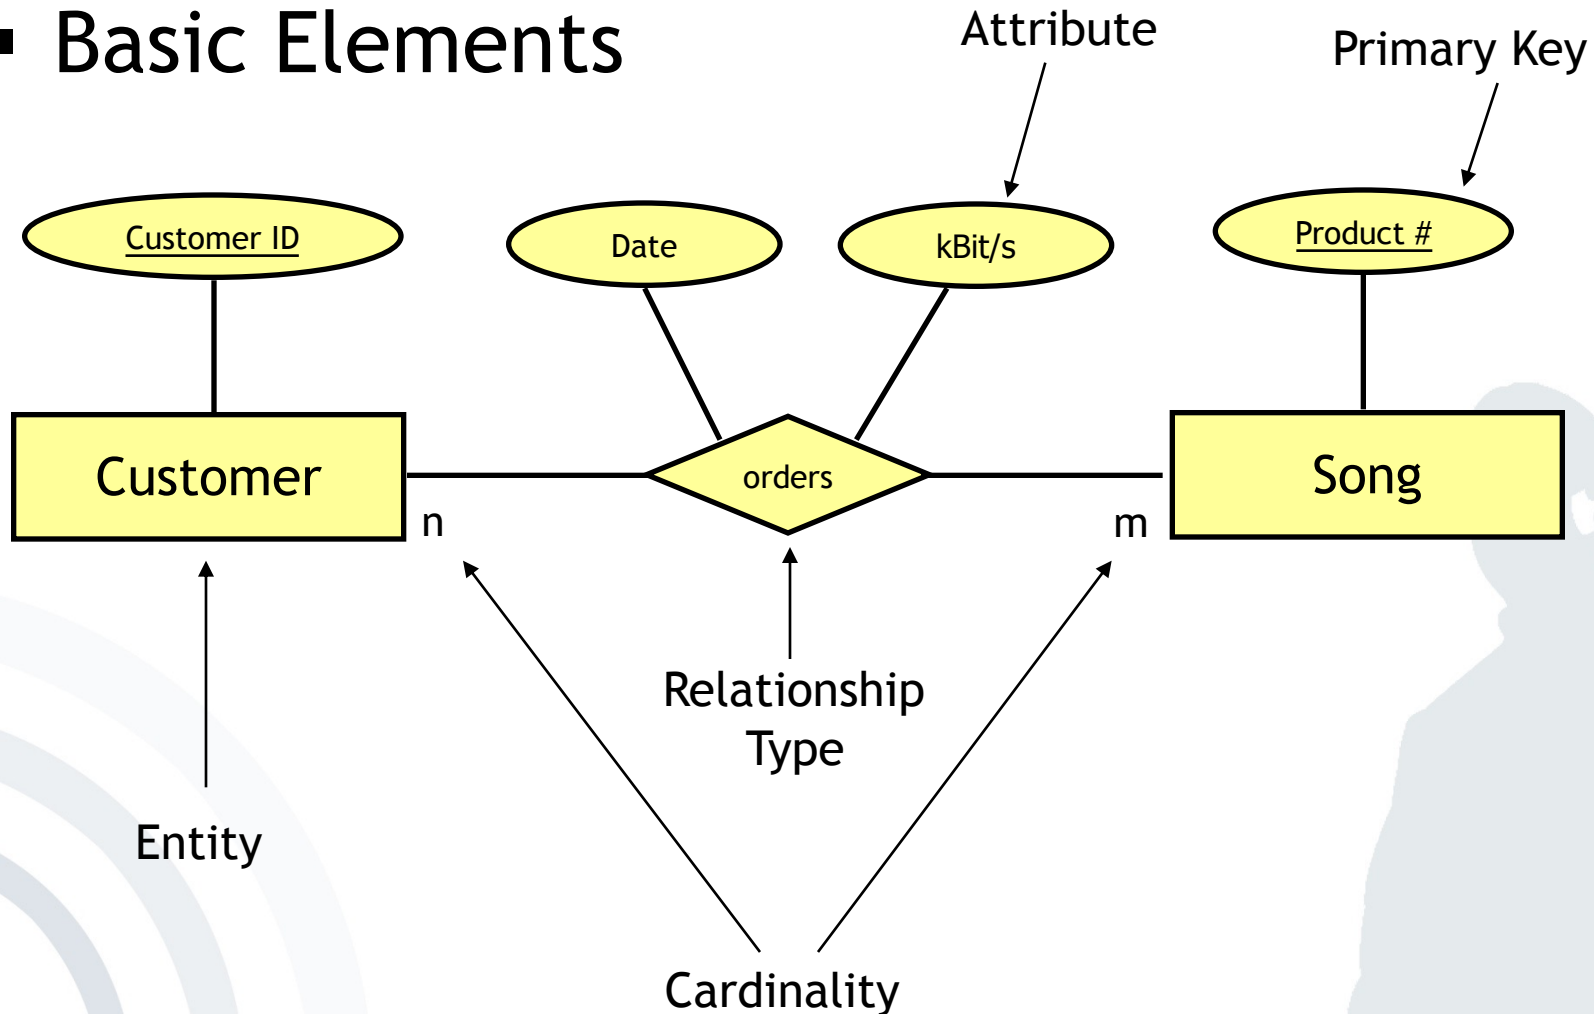 Basic Elements
Attribute
Primary Key
Customer ID
Date
kBit/s
Product #
Customer
orders
Song
n
m
Relationship
Type
Entity
Cardinality